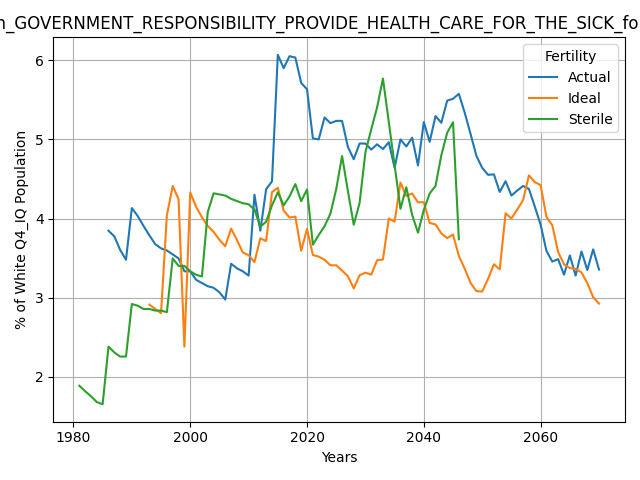 _GOVERNMENT_RESPONSIBILITY_PROVIDE_HEALTH_CARE_FOR_THE_SICK_fo
Fertility
Actual
Ideal
Sterile
% of White Q4_IQ Population
6
5
4
3
2
1980
2000
2020
2040
2060
Years